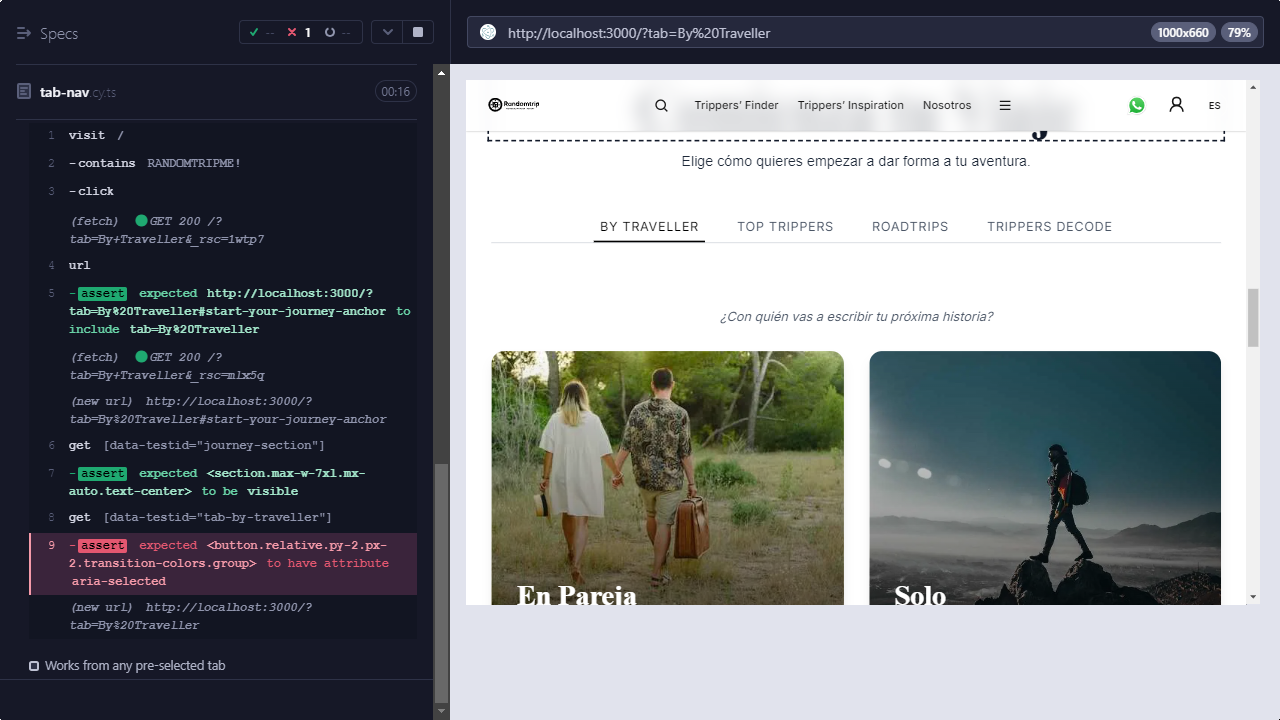 Specs
-- 1 --
tab-nav.cy.ts
00:16
1 visit /
2 -contains RANDOMTRIPME!
3 -click
(fetch) GET 200 /?
tab=By+Traveller&_rsc=1wtp7
4 url
5 -assert expected http://localhost:3000/?
tab=By%20Traveller#start-your-journey-anchor to
include tab=By%20Traveller
(fetch) GET 200 /?
tab=By+Traveller&_rsc=mlx5q
(new url) http://localhost:3000/?
tab=By%20Traveller#start-your-journey-anchor
6 get [data-testid="journey-section"]
7 -assert expected <section.max-w-7xl.mx-
auto.text-center> to be visible
8 get [data-testid="tab-by-traveller"]
9 -assert expected <button.relative.py-2.px-
2.transition-colors.group> to have attribute
aria-selected
(new url) http://localhost:3000/?
tab=By%20Traveller
Works from any pre-selected tab
http://localhost:3000/?tab=By%20Traveller
1000x660
79%
Randomtrip
Trippers' Finder
Trippers' Inspiration
Nosotros
ES
Elige cómo quieres empezar a dar forma a tu aventura.
BY TRAVELLER
TOP TRIPPERS
ROADTRIPS
TRIPPERS DECODE
¿Con quién vas a escribir tu próxima historia?
En Pareja
Solo